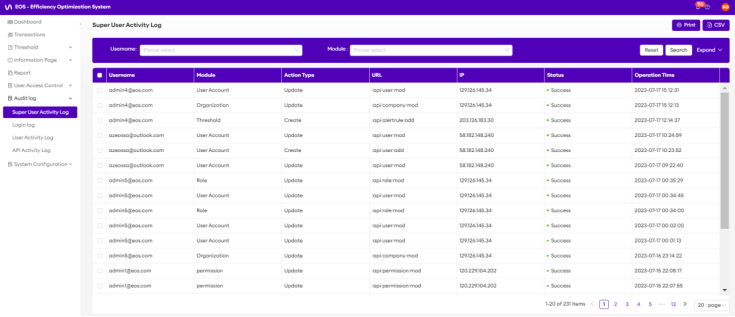 EOS - Efficiency Optimization System
Dashboard
Transactions
Threshold
Information Page
Report
User Access Control
Audit log
Super User Activity Log
Login log
User Activity Log
API Activity Log
System Configuration
Super User Activity Log
Print
CSV
Username: Please select
Module: Please select
Reset
Search
Expand
Username Module Action Type URL IP Status Operation Time
admin4@eos.com User Account Update /api/user/mod 129.126.145.34 Success 2023-07-17 15:12:31
admin4@eos.com Organization Update /api/company/mod 129.126.145.34 Success 2023-07-17 15:12:13
admin4@eos.com Threshold Create /api/alertrule/add 203.126.183.30 Success 2023-07-17 12:14:37
azeossa@outlook.com User Account Update /api/user/mod 58.182.148.240 Success 2023-07-17 10:24:59
azeossa@outlook.com User Account Create /api/user/add 58.182.148.240 Success 2023-07-17 10:23:52
azeossa@outlook.com User Account Update /api/user/mod 58.182.148.240 Success 2023-07-17 09:22:40
admin5@eos.com Role Update /api/role/mod 129.126.145.34 Success 2023-07-17 00:35:29
admin5@eos.com User Account Update /api/user/mod 129.126.145.34 Success 2023-07-17 00:34:45
admin5@eos.com Role Update /api/role/mod 129.126.145.34 Success 2023-07-17 00:34:00
admin5@eos.com User Account Update /api/user/mod 129.126.145.34 Success 2023-07-17 00:02:00
admin5@eos.com User Account Update /api/user/mod 129.126.145.34 Success 2023-07-17 00:01:13
admin5@eos.com Organization Update /api/company/mod 129.126.145.34 Success 2023-07-16 23:14:22
admin1@eos.com permission Update /api/permission/mod 120.229.104.202 Success 2023-07-16 22:08:17
admin1@eos.com permission Update /api/permission/mod 120.229.104.202 Success 2023-07-16 22:07:56
1-20 of 231 items < 1 2 3 4 5 ••• 12 > 20 / page